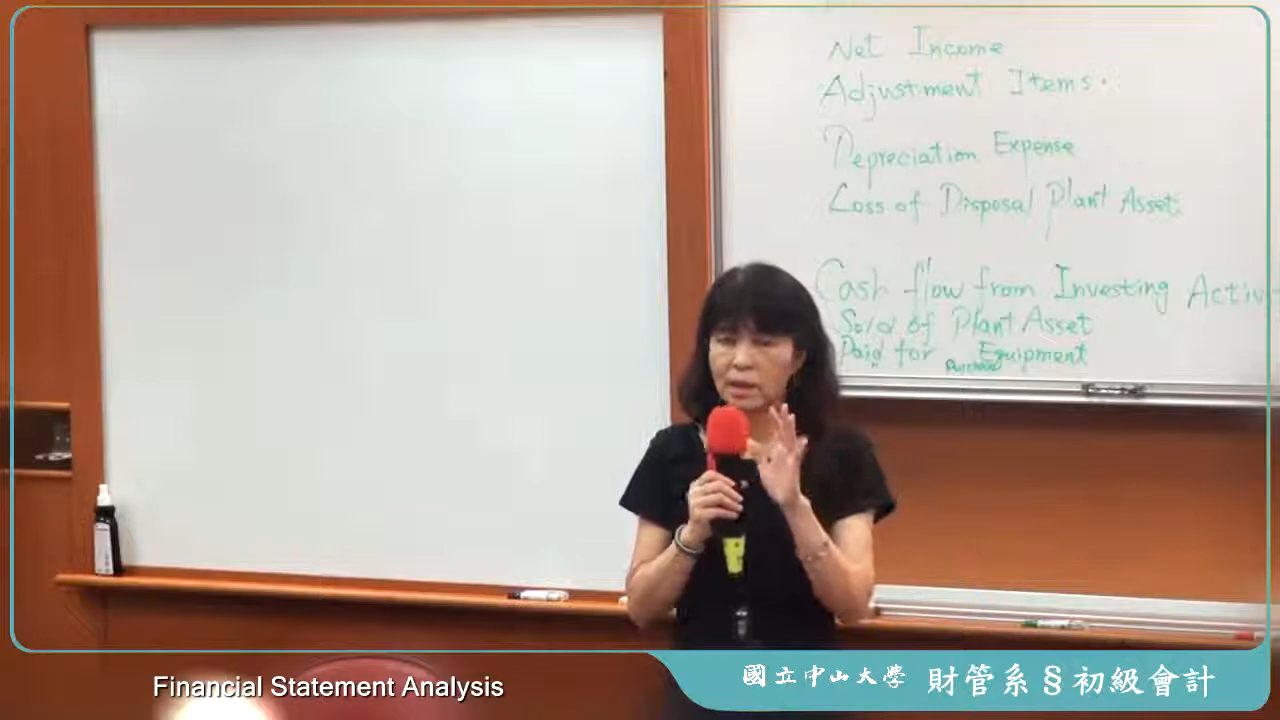 Net Income
Adjustment Items.
Depreciation Expense
Loss of Disposal Plant Asset
Cash flow from Investing Activ
Sold of Plant Asset
Paid for Equipment
Purchase
Financial Statement Analysis
國立中山大學 財管系§初級會計